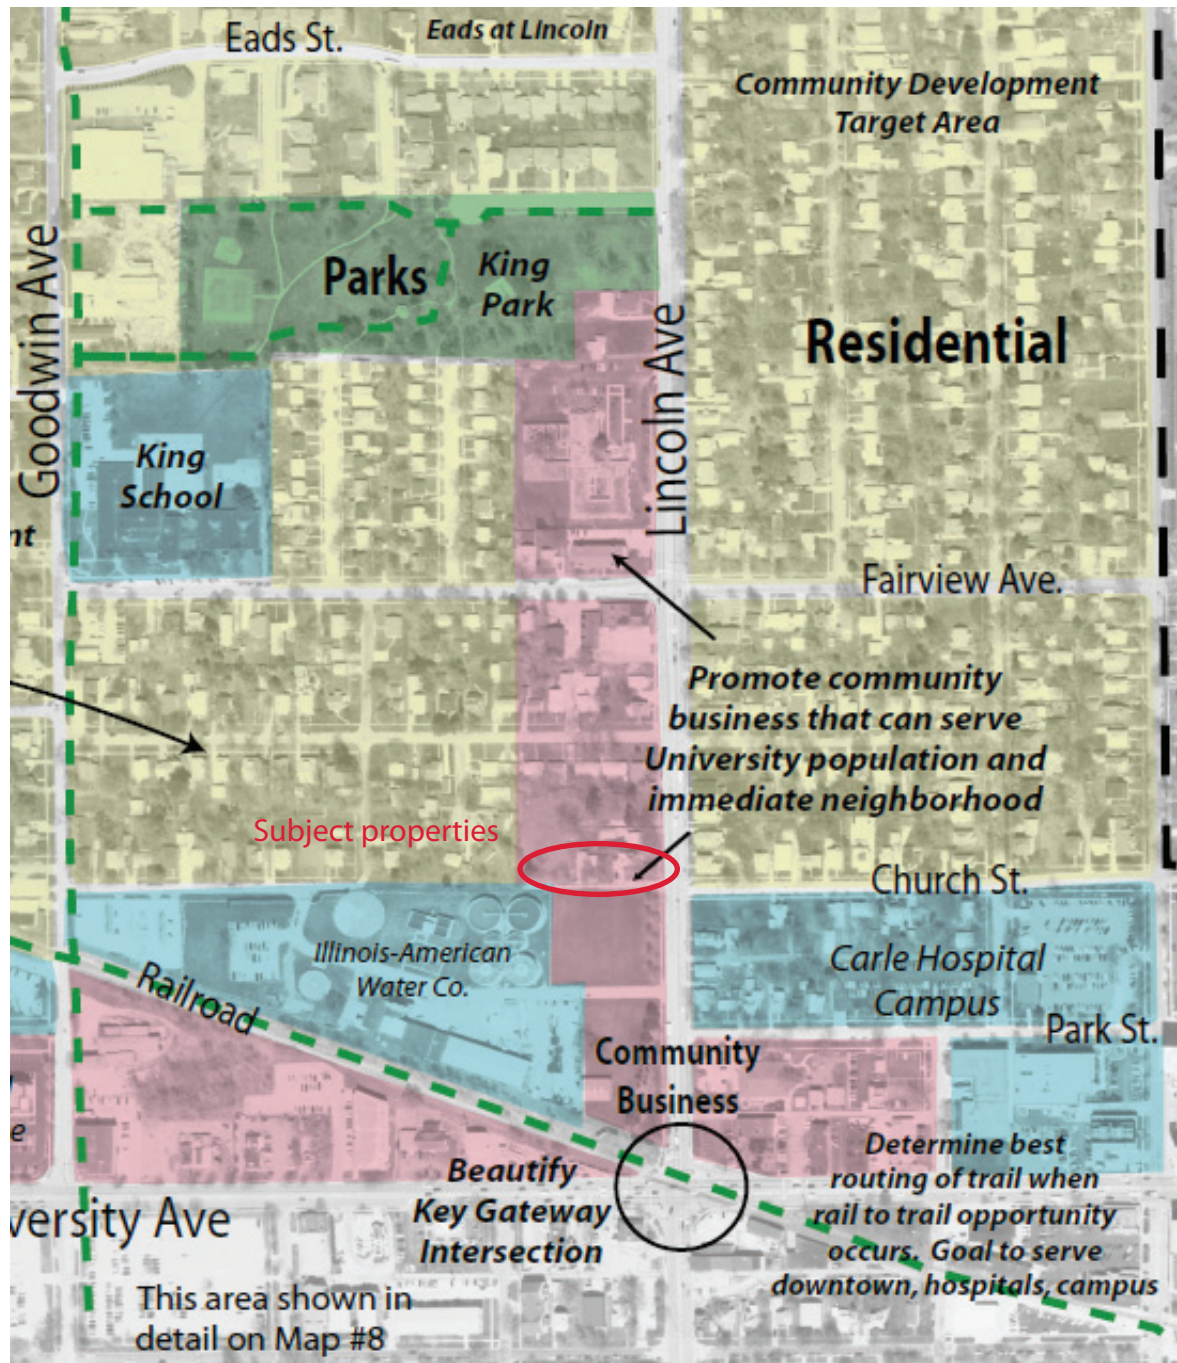 Eads St.
Eads at Lincoln
Community Development
Target Area
Goodwin Ave
Parks
King
Park
Lincoln Ave
Residential
King
School
nt
Fairview Ave.
Promote community
business that can serve
University population and
immediate neighborhood
Subject properties
Church St.
Illinois-American
Water Co.
Carle Hospital
Campus
Railroad
Park St.
Community
Business
e
Determine best
routing of trail when
rail to trail opportunity
occurs. Goal to serve
downtown, hospitals, campus
Beautify
Key Gateway
Intersection
versity Ave
This area shown in
detail on Map #8